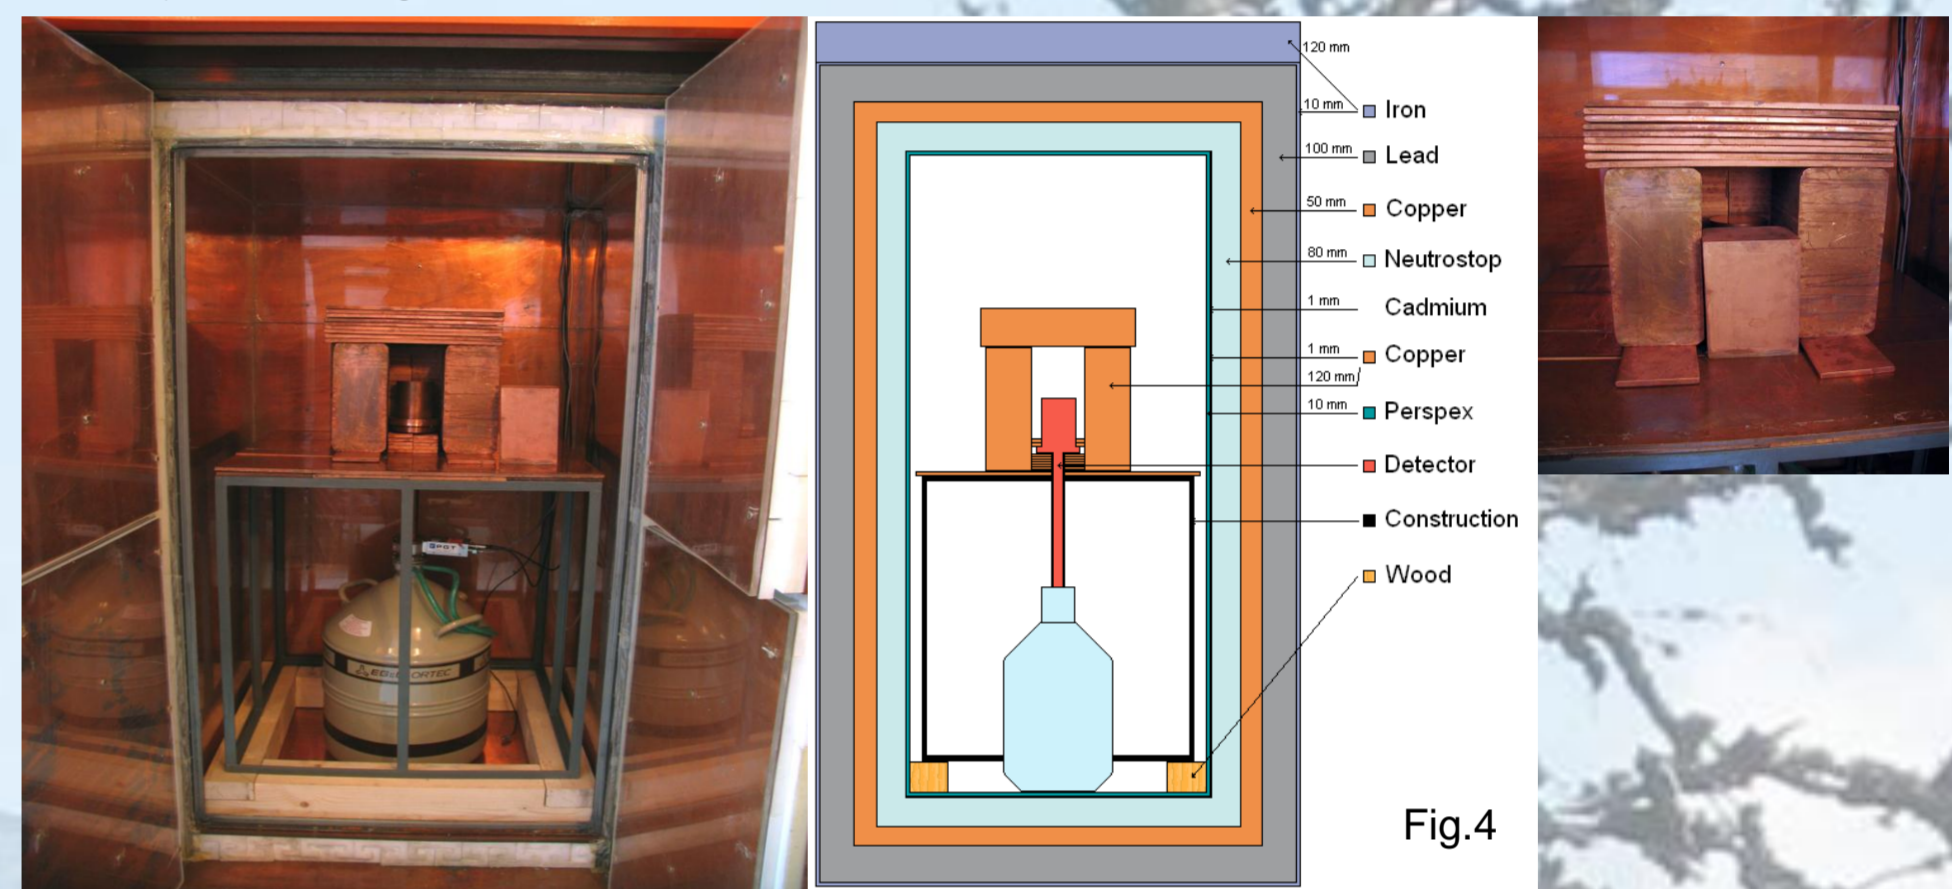 120 mm
10 mm
Iron
100 mm
Lead
50 mm
Copper
80 mm
Neutrostop
1 mm
Cadmium
1 mm
Copper
120 mm
10 mm
Perspex
Detector
Construction
Wood
Fig.4